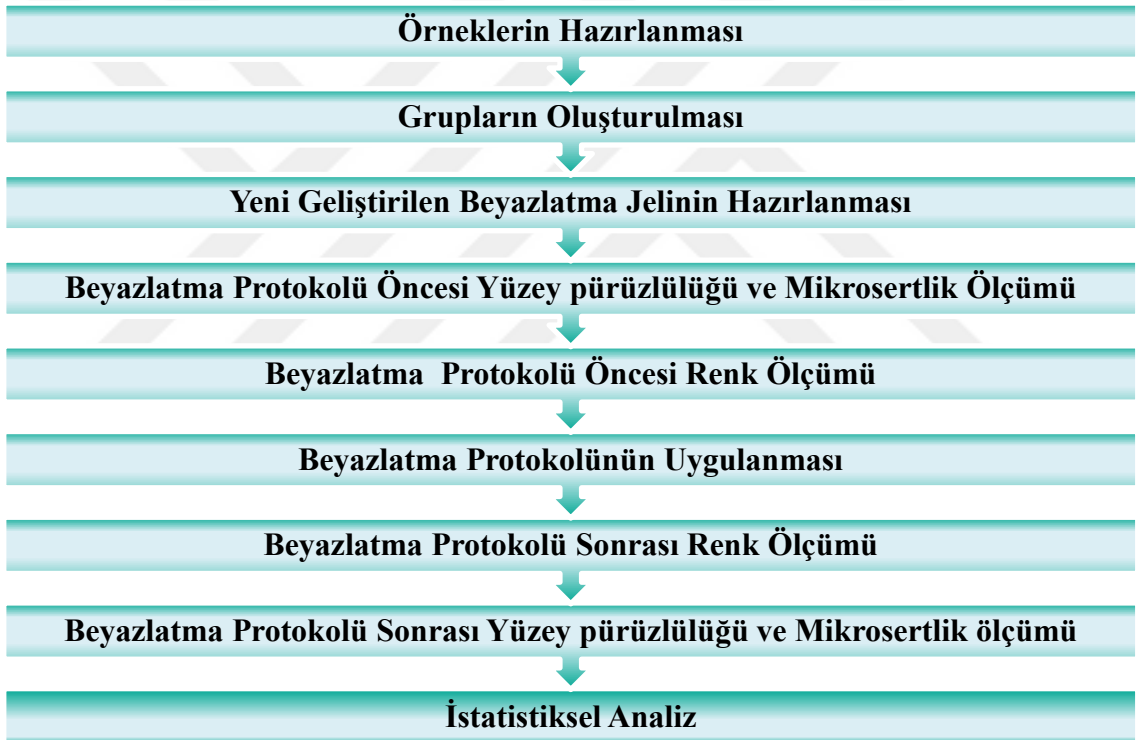 Örneklerin Hazırlanması
Grupların Oluşturulması
Yeni Geliştirilen Beyazlatma Jelinin Hazırlanması
Beyazlatma Protokolü Öncesi Yüzey pürüzlülüğü ve Mikrosertlik Ölçümü
Beyazlatma Protokolü Öncesi Renk Ölçümü
Beyazlatma Protokolünün Uygulanması
Beyazlatma Protokolü Sonrası Renk Ölçümü
Beyazlatma Protokolü Sonrası Yüzey pürüzlülüğü ve Mikrosertlik ölçümü
İstatistiksel Analiz